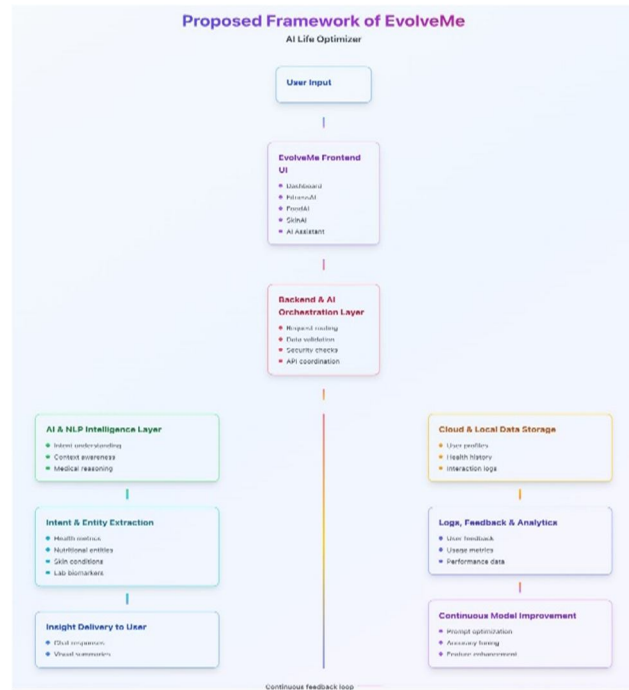 Proposed Framework of EvolveMe
AI Life Optimizer
User Input
EvolveMe Frontend
UI
Dashboard
FitnessAI
FoodAI
SkinAI
AI Assistant
Backend & AI
Orchestration Layer
Request routing
Data validation
Security checks
API coordination
AI & NLP Intelligence Layer
Intent understanding
Context awareness
Medical reasoning
Intent & Entity Extraction
Health metrics
Nutritional entities
Skin conditions
Lab biomarkers
Insight Delivery to User
Chat responses
Visual summaries
Cloud & Local Data Storage
User profiles
Health history
Interaction logs
Logs, Feedback & Analytics
User feedback
Usage metrics
Performance data
Continuous Model Improvement
Prompt optimization
Accuracy tuning
Feature enhancement
Continuous feedback loop